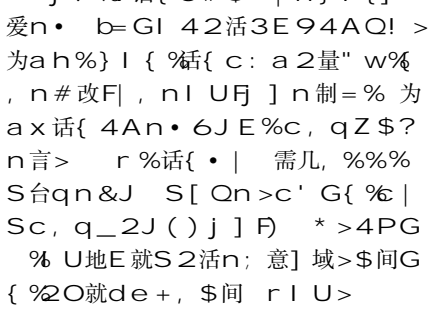 爱n• b=GI 42活3E94AQ! >
为ah%}I{%话{c: a2量" w%{
, n#改F|, nI UFj]n制=% 为
ax话{4An•6JE%c, qZ$?
n言> r%话{•| 需几, %%%
S台qn&J S[Qn>c' G{%c|
Sc, q_2J()j]F) *>4PG
% U地E就S2活n; 意]域>$间G
{%2O就de+, $间 rIU>